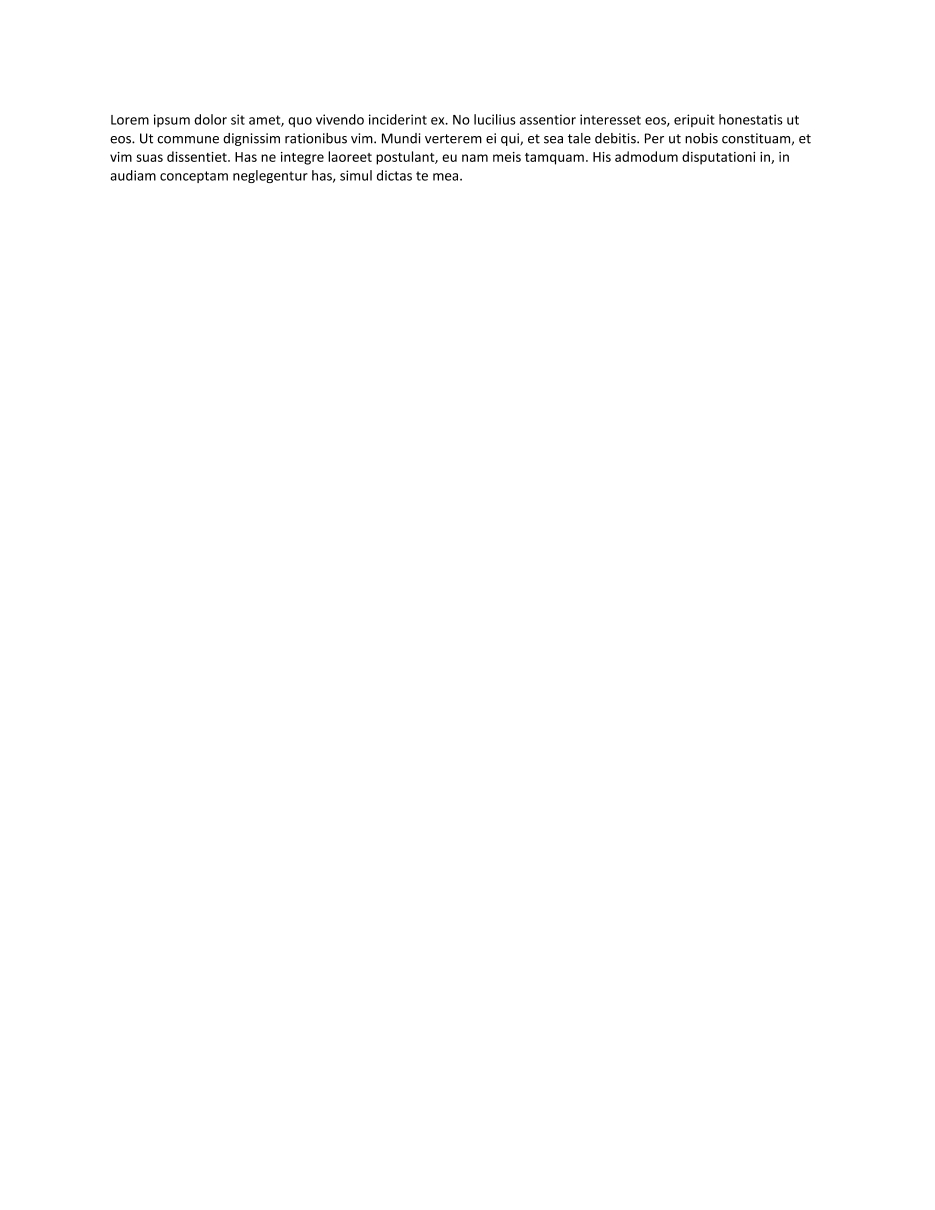 Lorem ipsum dolor sit amet, quo vivendo inciderint ex. No lucilius assentior interesset eos, eripuit honestatis ut
eos. Ut commune dignissim rationibus vim. Mundi verterem ei qui, et sea tale debitis. Per ut nobis constituam, et
vim suas dissentiet. Has ne integre laoreet postulant, eu nam meis tamquam. His admodum disputationi in, in
audiam conceptam neglegentur has, simul dictas te mea.